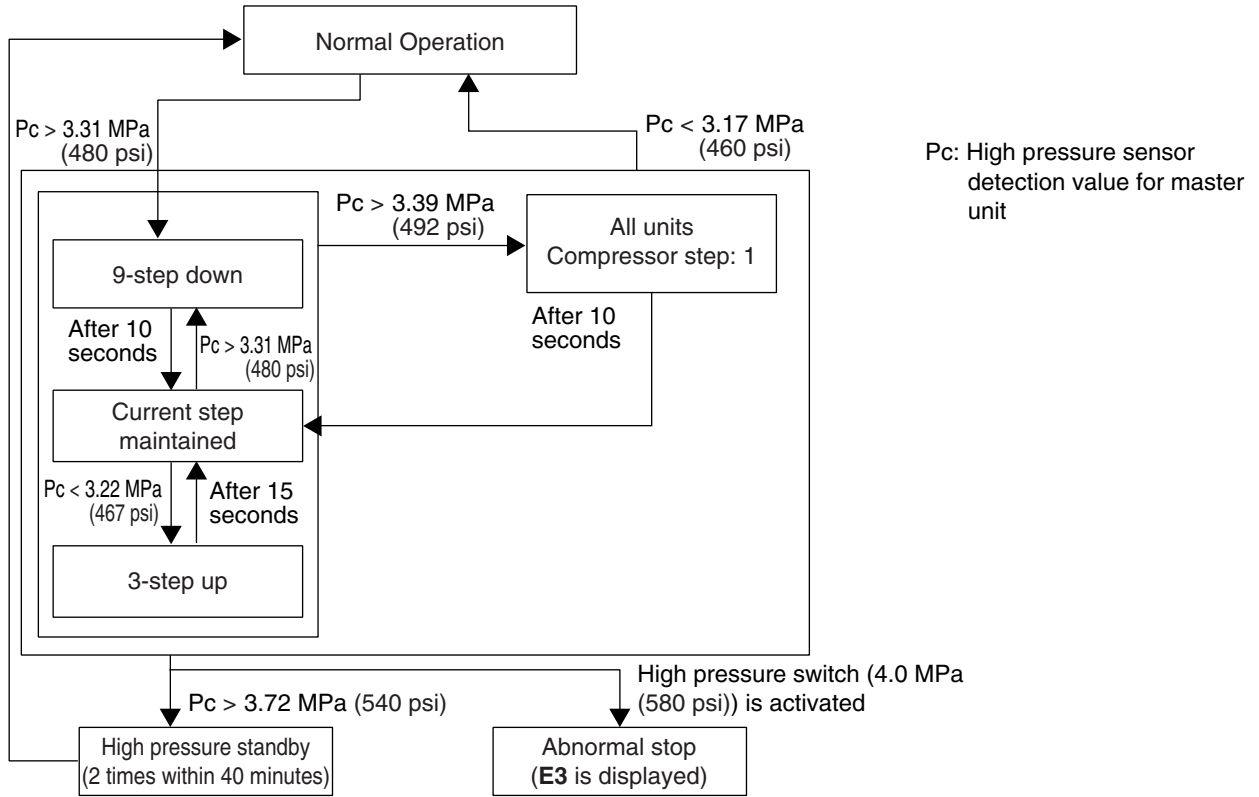 Normal Operation
Pc > 3.31 MPa
(480 psi)
Pc < 3.17 MPa
(460 psi)
Pc: High pressure sensor
detection value for master
unit
Pc > 3.39 MPa
(492 psi)
All units
Compressor step: 1
9-step down
After 10
seconds
Pc > 3.31 MPa
(480 psi)
After 10
seconds
Current step
maintained
Pc < 3.22 MPa
(467 psi)
After 15
seconds
3-step up
Pc > 3.72 MPa (540 psi)
High pressure switch (4.0 MPa
(580 psi)) is activated
High pressure standby
(2 times within 40 minutes)
Abnormal stop
(E3 is displayed)